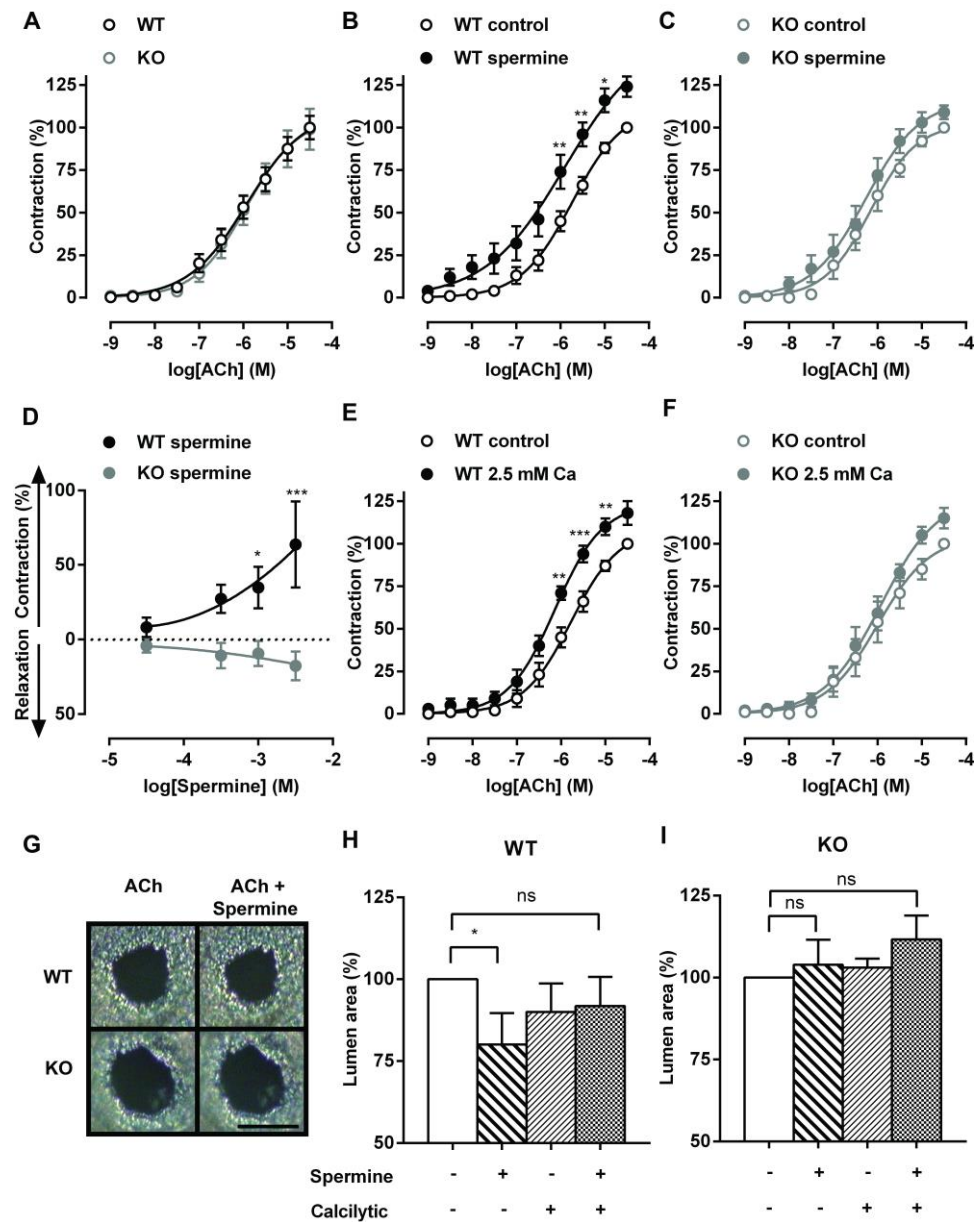 A
WT
KO
Contraction (%)
125
100
75
50
25
0
-9 -8 -7 -6 -5 -4
log[ACh] (M)
B
WT control
WT spermine
Contraction (%)
125
100
75
50
25
0
** ** *
-9 -8 -7 -6 -5 -4
log[ACh] (M)
C
KO control
KO spermine
Contraction (%)
125
100
75
50
25
0
-9 -8 -7 -6 -5 -4
log[ACh] (M)
D
WT spermine
KO spermine
Relaxation Contraction (%)
100
50
0
50
* ***
-5 -4 -3 -2
log[Spermine] (M)
E
WT control
WT 2.5 mM Ca
Contraction (%)
125
100
75
50
25
0
** *** **
-9 -8 -7 -6 -5 -4
log[ACh] (M)
F
KO control
KO 2.5 mM Ca
Contraction (%)
125
100
75
50
25
0
-9 -8 -7 -6 -5 -4
log[ACh] (M)
G
ACh
ACh +
Spermine
WT
KO
H
WT
Lumen area (%)
125
100
75
50
ns
*
Spermine - + - +
Calcilytic - - + +
I
KO
Lumen area (%)
125
100
75
50
ns
ns
- + - +
- - + +